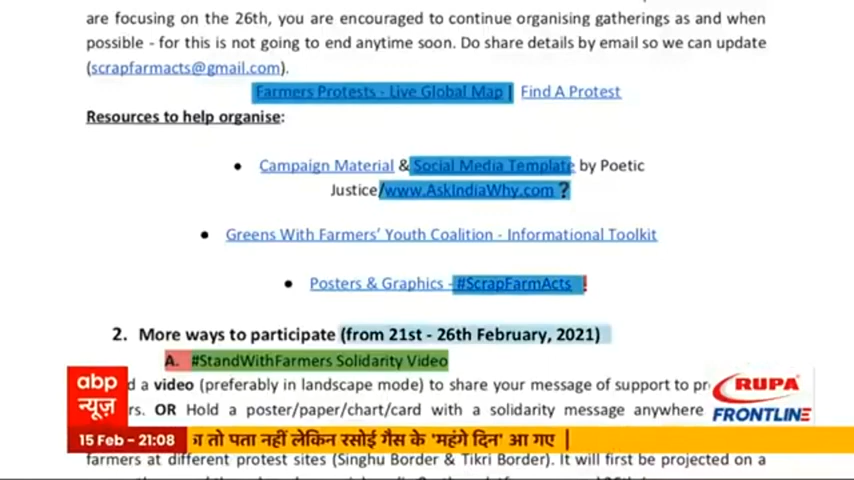 are focusing on the 26th, you are encouraged to continue organising gatherings as and when
possible - for this is not going to end anytime soon. Do share details by email so we can update
(scrapfarmacts@gmail.com).
Farmers Protests - Live Global Map | Find A Protest
Resources to help organise:
● Campaign Material & Social Media Template by Poetic
Justice/www.AskIndiaWhy.com ?
● Greens With Farmers' Youth Coalition - Informational Toolkit
● Posters & Graphics - #ScrapFarmActs !
2. More ways to participate (from 21st - 26th February, 2021)
A. #StandWithFarmers Solidarity Video
d a video (preferably in landscape mode) to share your message of support to pr
rs. OR Hold a poster/paper/chart/card with a solidarity message anywhere
abp
न्यूज़
RUPA
FRONTLINE
15 Feb - 21:08 तो पता नहीं लेकिन रसोई गैस के 'महंगे दिन' आ गए |
farmers at different protest sites (Singhu Border & Tikri Border). It will first be projected on a